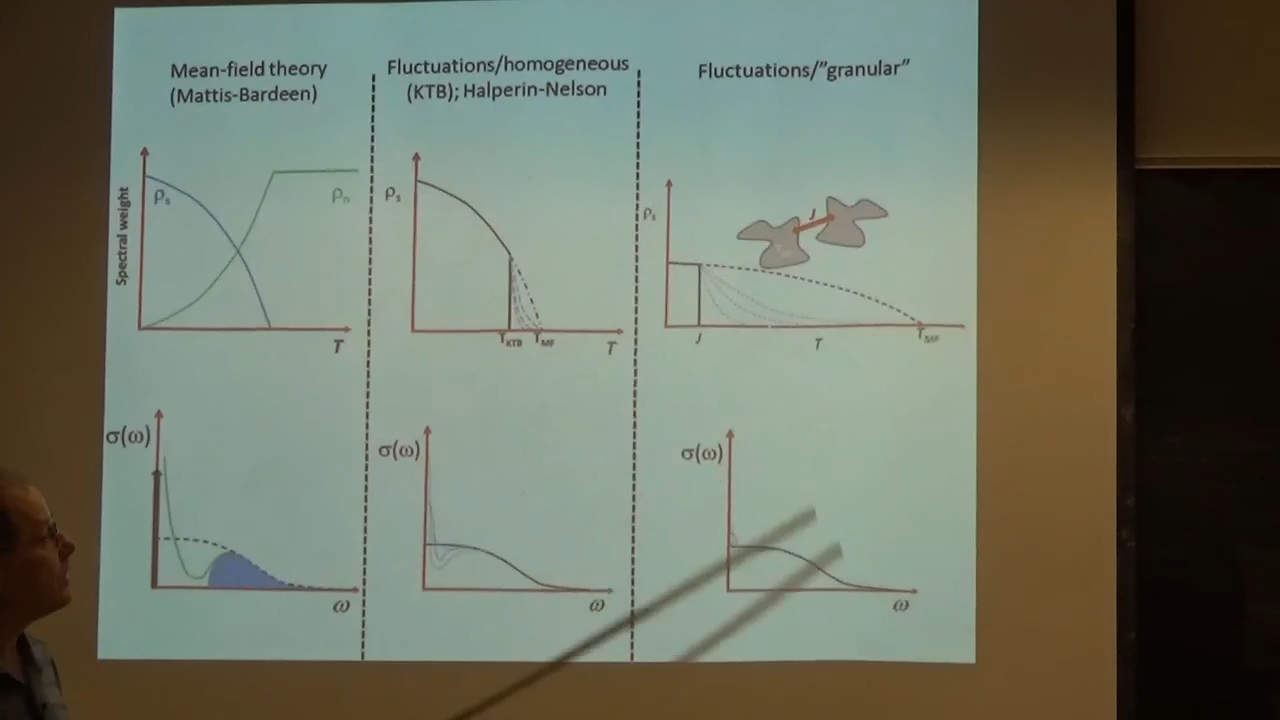 Mean-field theory
(Mattis-Bardeen)
Fluctuations/homogeneous
(KTB); Halperin-Nelson
Fluctuations/"granular"
Spectral weight
ρs
ρn
T
ρs
TKTB
TMF
T
ρs
J
J
T
TMF
σ(ω)
ω
σ(ω)
ω
σ(ω)
ω